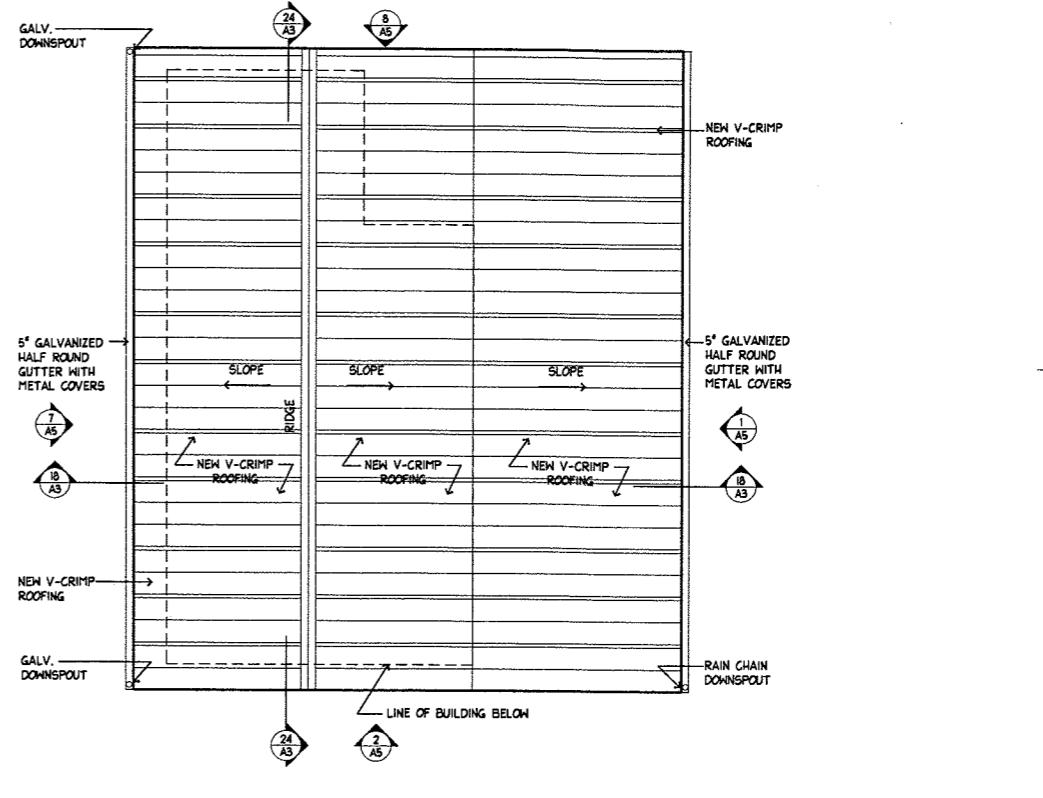 GALV.
DOWNSPOUT
24
A3
8
A5
NEW V-CRIMP
ROOFING
5" GALVANIZED
HALF ROUND
GUTTER WITH
METAL COVERS
5" GALVANIZED
HALF ROUND
GUTTER WITH
METAL COVERS
SLOPE
SLOPE
SLOPE
RIDGE
7
A5
1
A5
NEW V-CRIMP
ROOFING
NEW V-CRIMP
ROOFING
NEW V-CRIMP
ROOFING
18
A3
18
A3
NEW V-CRIMP
ROOFING
GALV.
DOWNSPOUT
RAIN CHAIN
DOWNSPOUT
LINE OF BUILDING BELOW
24
A3
2
A5